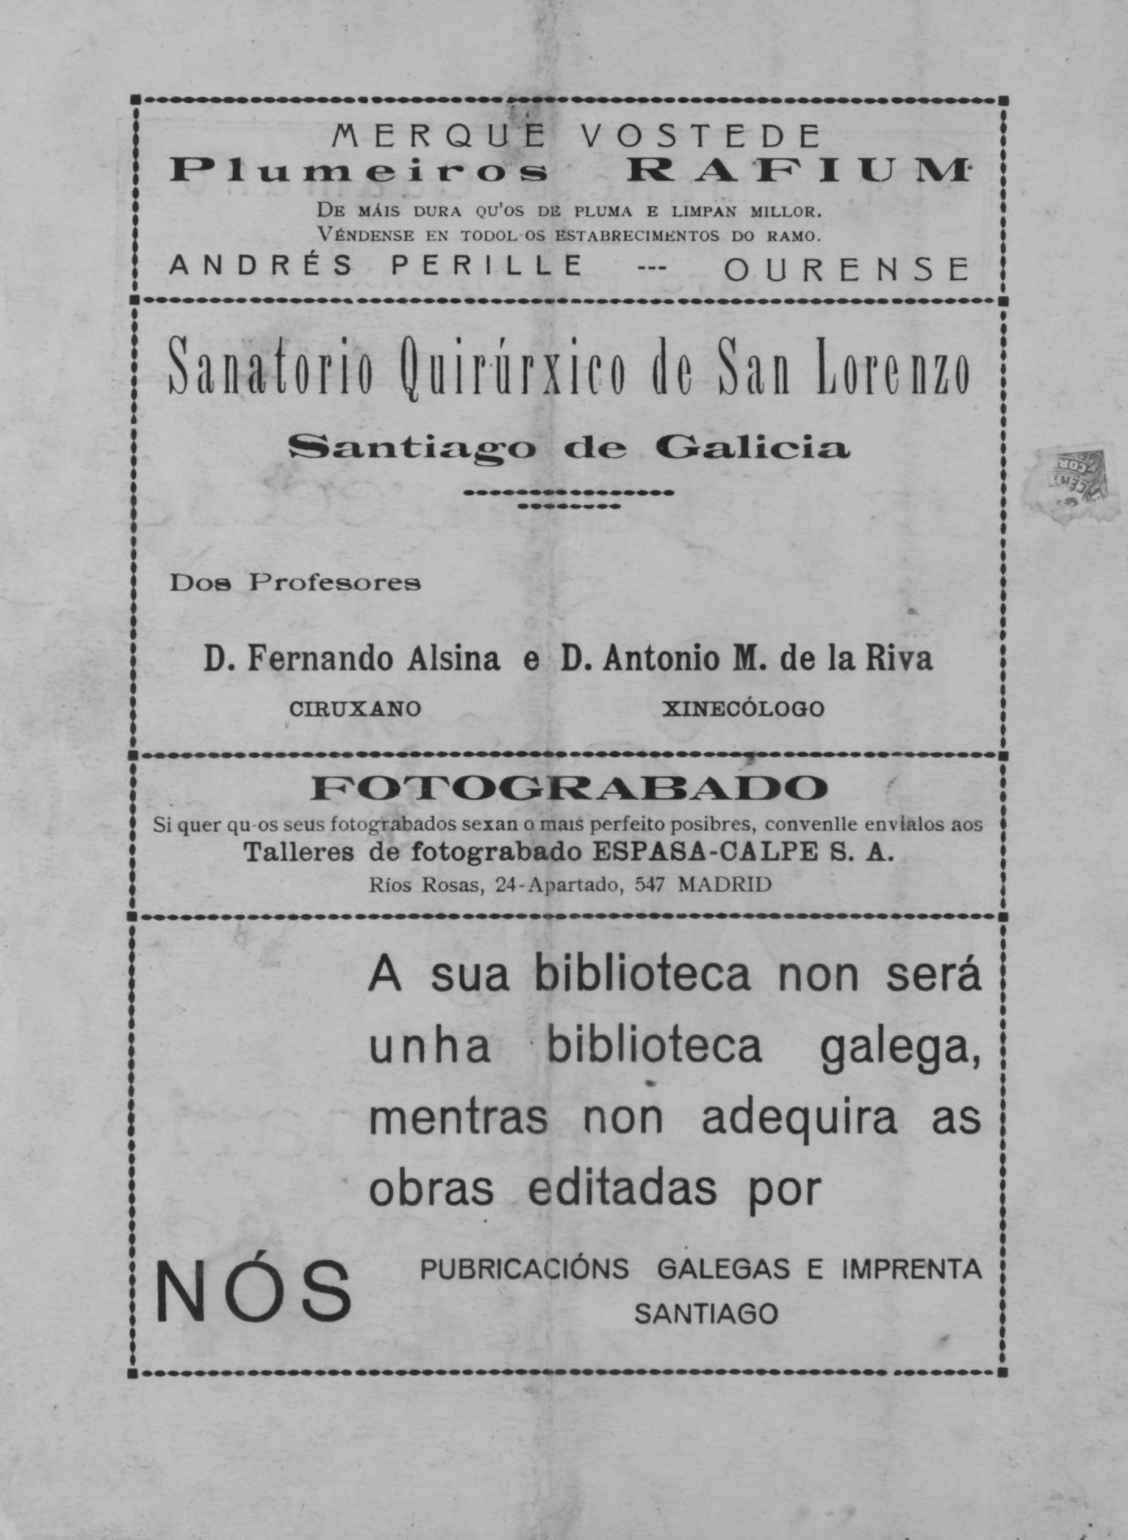 MERQUE VOSTEDE
Plumeiros RAFIUM
DE MÁIS DURA QU'OS DE PLUMA E LIMPAN MILLOR.
VÉNDENSE EN TODOL-OS ESTABRECIMENTOS DO RAMO.
ANDRÉS PERILLE --- OURENSE
Sanatorio Quirúrxico de San Lorenzo
Santiago de Galicia
Dos Profesores
D. Fernando Alsina e D. Antonio M. de la Riva
CIRUXANO XINECÓLOGO
FOTOGRABADO
Si quer qu-os seus fotograbados sexan o mais perfeito posibres, convenlle envialos aos
Talleres de fotograbado ESPASA-CALPE S. A.
Ríos Rosas, 24-Apartado, 547 MADRID
A sua biblioteca non será
unha biblioteca galega,
mentras non adequira as
obras editadas por
NÓS PUBRICACIÓNS GALEGAS E IMPRENTA
SANTIAGO